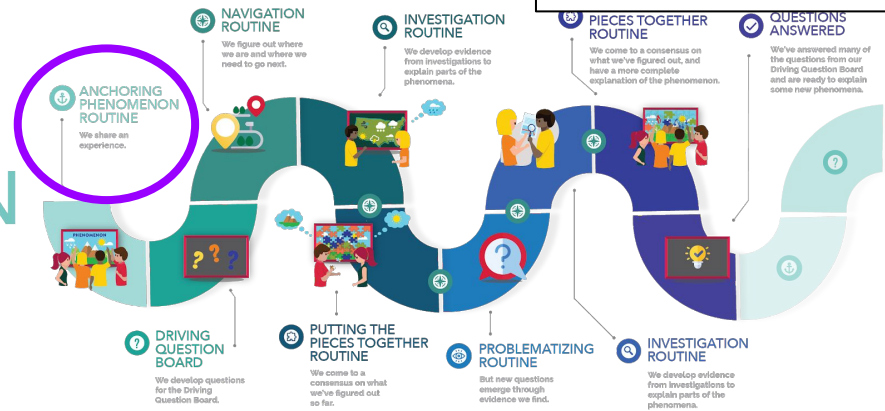 NAVIGATION
ROUTINE
We figure out where
we are and where we
need to go next.
INVESTIGATION
ROUTINE
We develop evidence
from investigations to
explain parts of the
phenomena.
PIECES TOGETHER
ROUTINE
We come to a consensus on
what we've figured out, and
have a more complete
explanation of the phenomenon.
QUESTIONS
ANSWERED
We've answered many of
the questions from our
Driving Question Board
and are ready to explain
some new phenomena.
ANCHORING
PHENOMENON
ROUTINE
We share an
experience.
N
PHENOMENON
? ? ?
?
?
DRIVING
QUESTION
BOARD
We develop questions
for the Driving
Question Board.
?
PUTTING THE
PIECES TOGETHER
ROUTINE
We come to a
consensus on what
we've figured out
so far.
PROBLEMATIZING
ROUTINE
But new questions
emerge through
evidence we find.
INVESTIGATION
ROUTINE
We develop evidence
from investigations to
explain parts of the
phenomena.